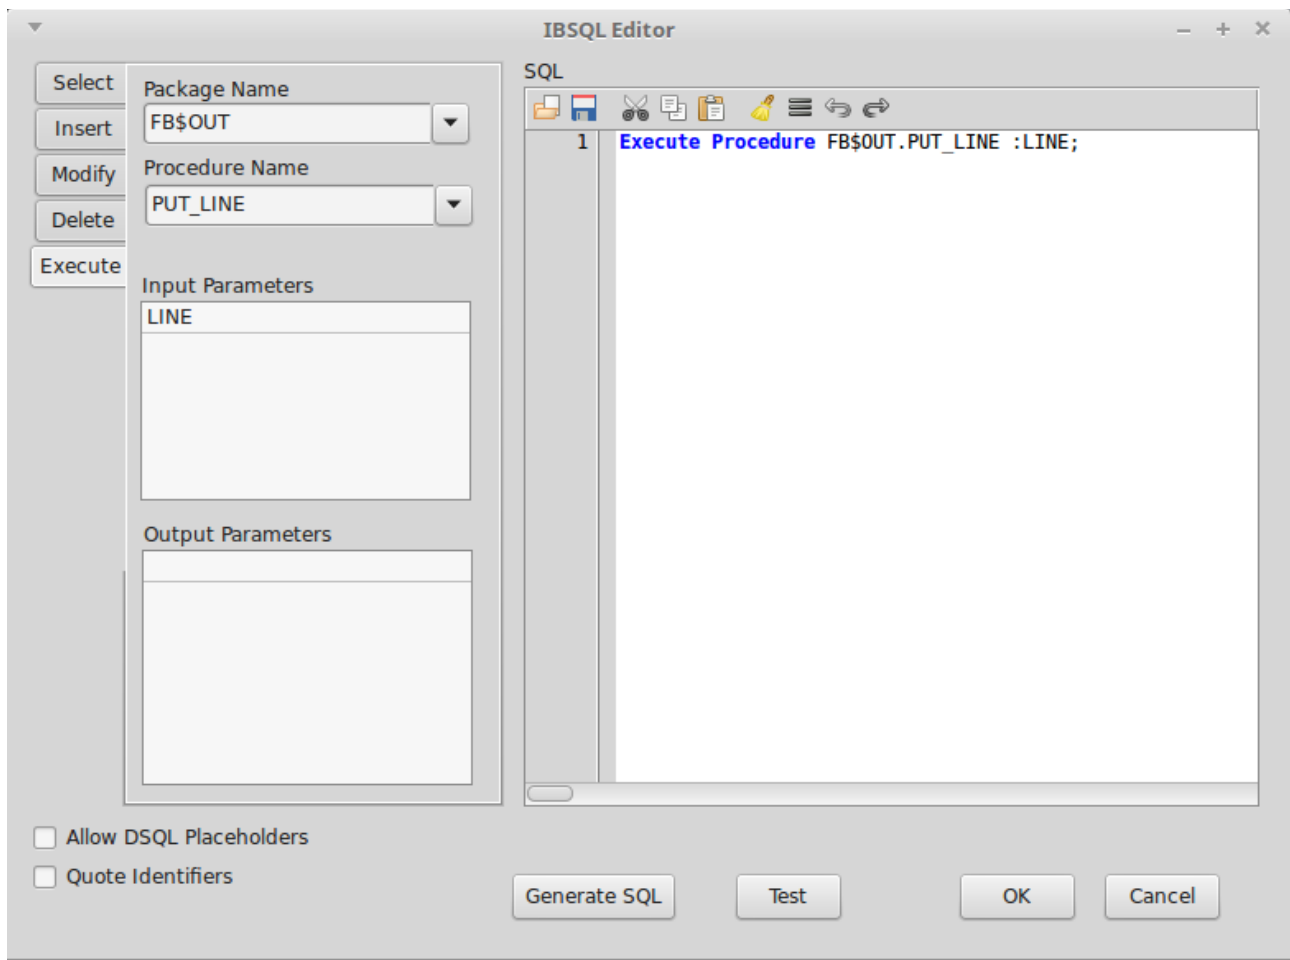 IBSQL Editor
Select
Insert
Modify
Delete
Execute
Package Name
FB$OUT
Procedure Name
PUT_LINE
Input Parameters
LINE
Output Parameters
SQL
1 Execute Procedure FB$OUT.PUT_LINE :LINE;
Allow DSQL Placeholders
Quote Identifiers
Generate SQL
Test
OK
Cancel